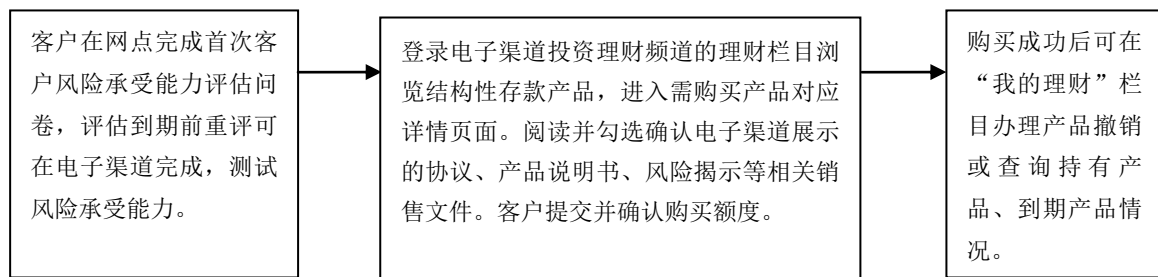 客户在网点完成首次客
户风险承受能力评估问
卷，评估到期前重评可
在电子渠道完成，测试
风险承受能力。
登录电子渠道投资理财频道的理财栏目浏
览结构性存款产品，进入需购买产品对应
详情页面。阅读并勾选确认电子渠道展示
的协议、产品说明书、风险揭示等相关销
售文件。客户提交并确认购买额度。
购买成功后可在
“我的理财”栏
目办理产品撤销
或查询持有产
品、到期产品情
况。